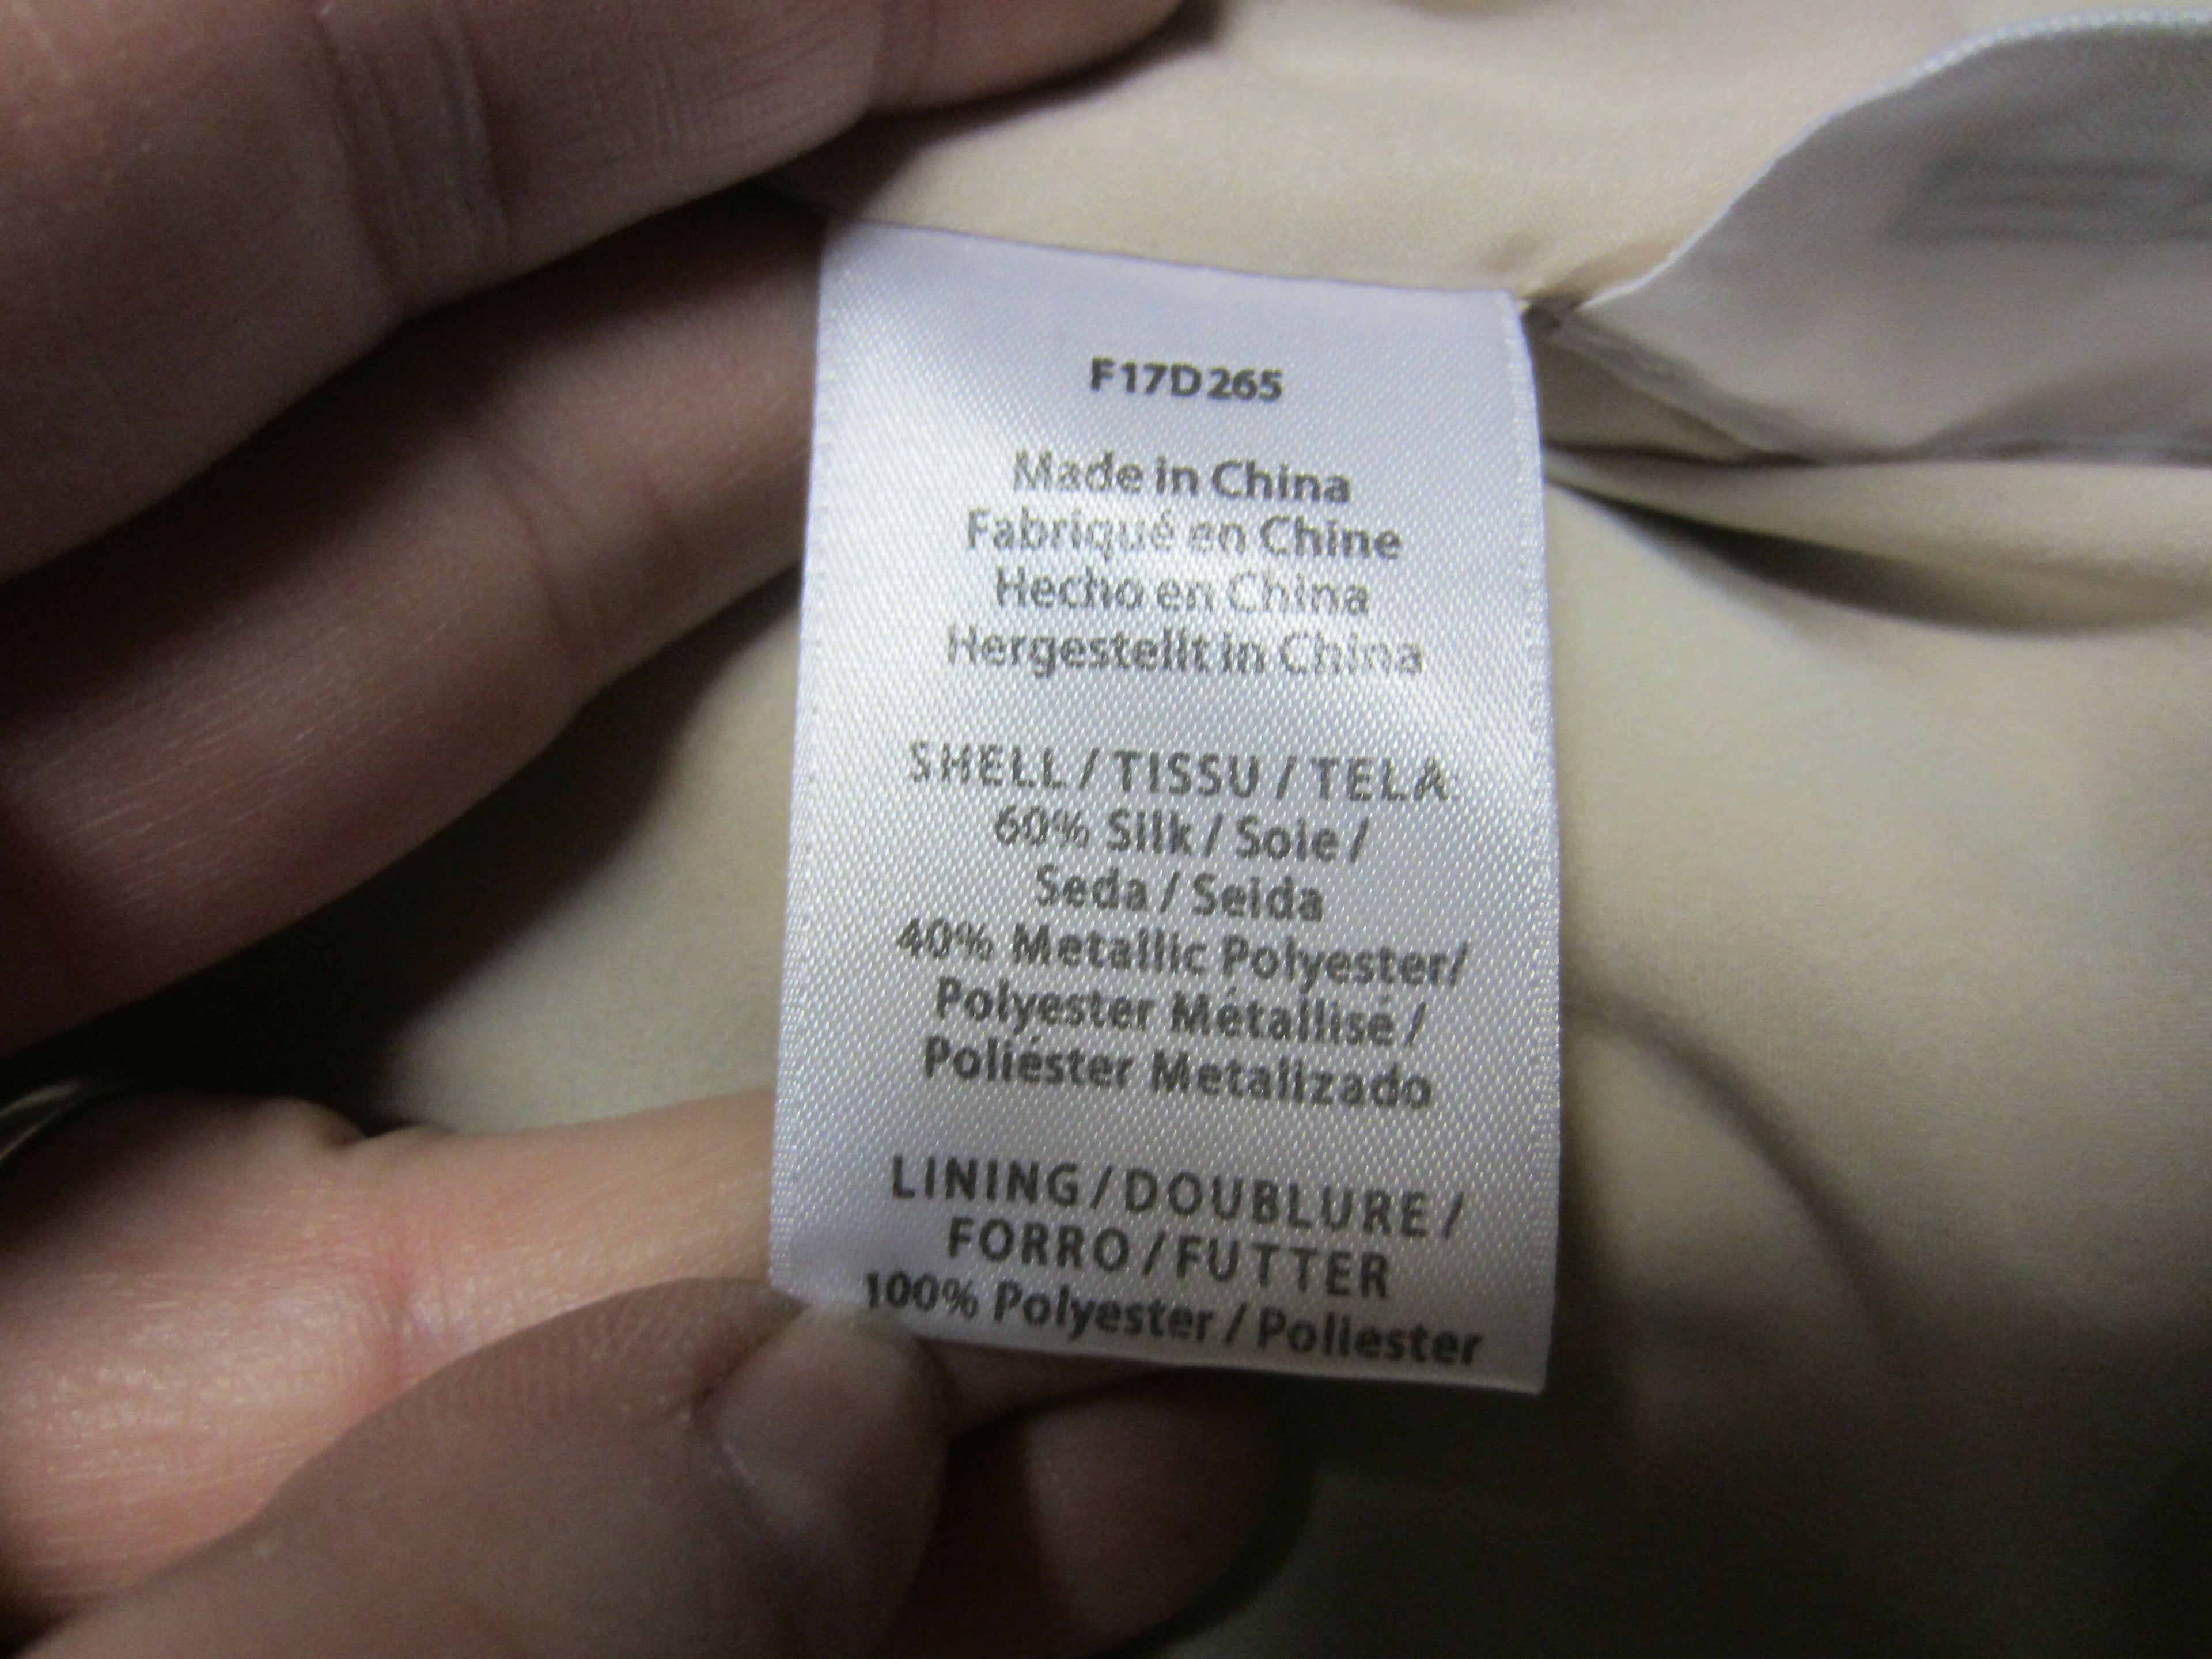 F17D265
Made in China
Fabriqué en Chine
Hecho en China
Hergestellt in China
SHELL / TISSU / TELA
60% Silk / Soie /
Seda / Seida
40% Metallic Polyester/
Polyester Métallisé /
Poliéster Metalizado
LINING / DOUBLURE /
FORRO / FUTTER
100% Polyester / Poliester